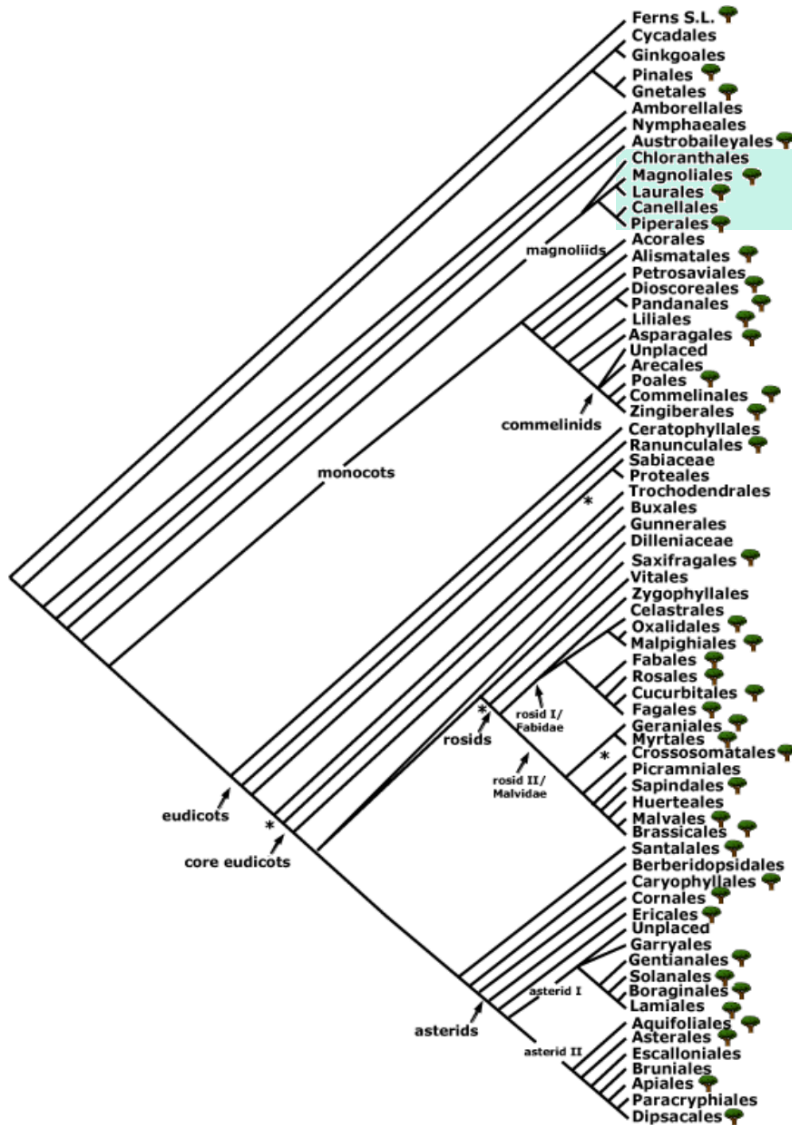 Ferns S.L.
Cycadales
Ginkgoales
Pinales
Gnetales
Amborellales
Nymphaeales
Austrobaileyales
Chloranthales
Magnoliales
Laurales
Canellales
Piperales
magnoliids
Acorales
Alismatales
Petrosaviales
Dioscoreales
Pandanales
Liliales
Asparagales
Unplaced
Arecales
Poales
Commelinales
Zingiberales
commelinids
monocots
Ceratophyllales
Ranunculales
Sabiaceae
Proteales
*
Trochodendrales
Buxales
Gunnerales
Dilleniaceae
Saxifragales
Vitales
Zygophyllales
Celastrales
Oxalidales
Malpighiales
Fabales
Rosales
Cucurbitales
Fagales
rosid I/
Fabidae
*
rosids
Geraniales
Myrtales
*
Crossosomatales
Picramniales
Sapindales
Huerteales
Malvales
Brassicales
rosid II/
Malvidae
eudicots
*
core eudicots
Santalales
Berberidopsidales
Caryophyllales
Cornales
Ericales
Unplaced
Garryales
Gentianales
Solanales
Boraginales
Lamiales
asterid I
asterids
asterid II
Aquifoliales
Asterales
Escalloniales
Bruniales
Apiales
Paracryphiales
Dipsacales